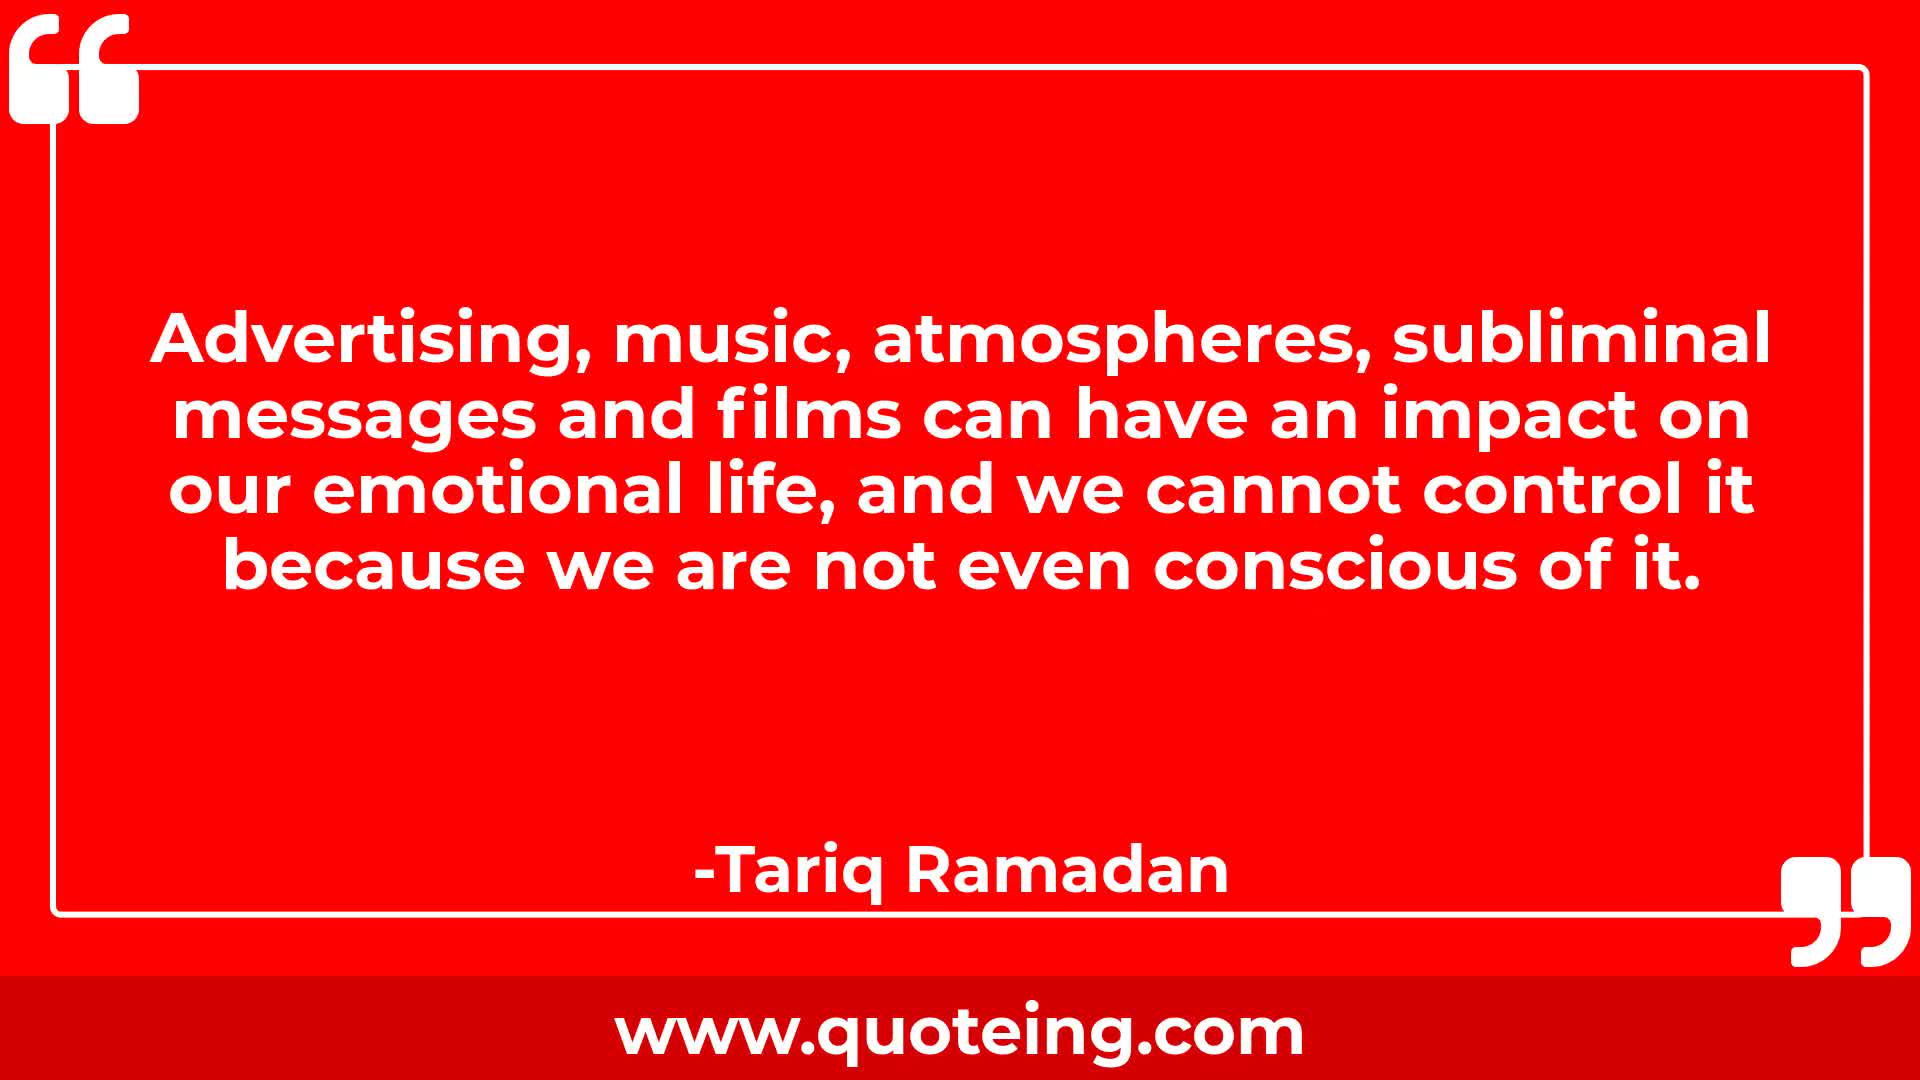 Advertising, music, atmospheres, subliminal
messages and films can have an impact on
our emotional life, and we cannot control it
because we are not even conscious of it.
-Tariq Ramadan
www.quoteing.com